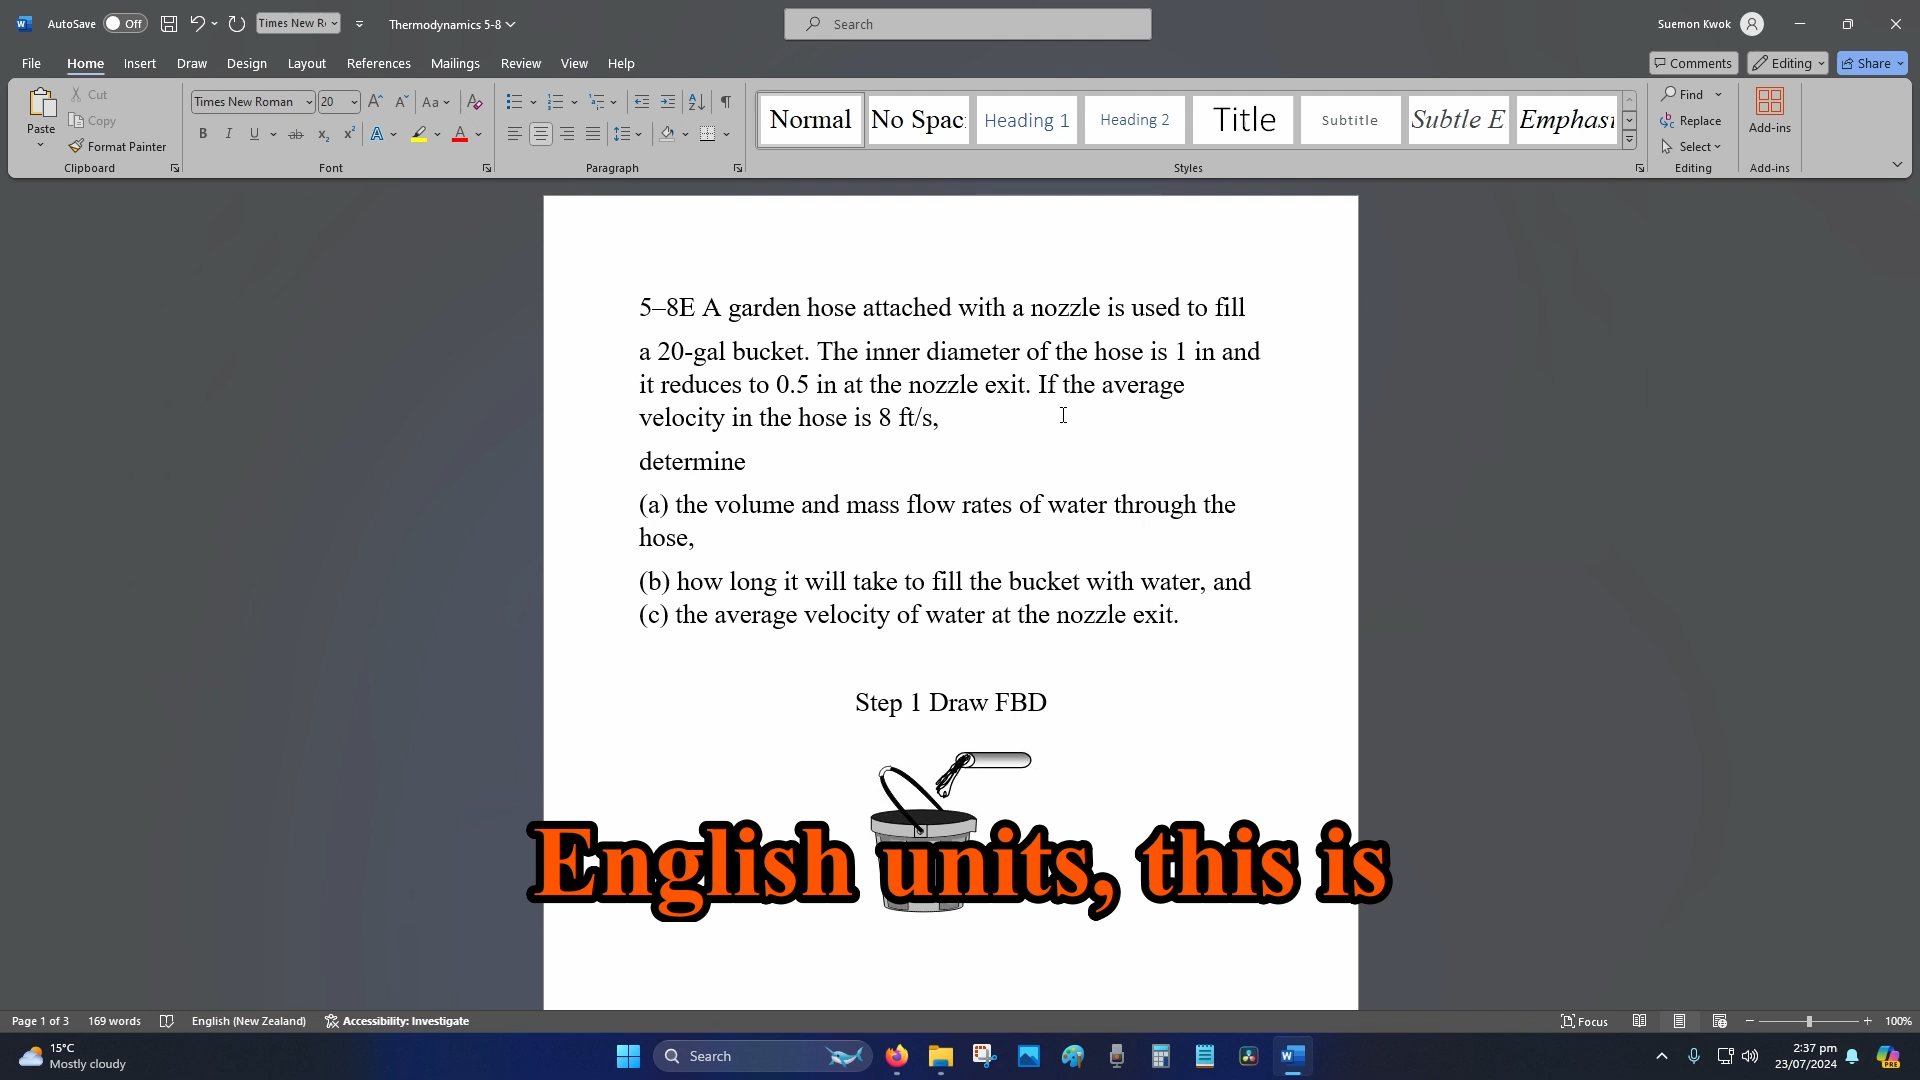 AutoSave Off Times New R Thermodynamics 5-8 Search Suemon Kwok
File Home Insert Draw Design Layout References Mailings Review View Help Comments Editing Share
Paste Cut Copy Format Painter Clipboard
Times New Roman 20 Font
Paragraph
Normal No Spac Heading 1 Heading 2 Title Subtitle Subtle E Emphasi Styles
Find Replace Select Editing
Add-ins Add-ins
5–8E A garden hose attached with a nozzle is used to fill
a 20-gal bucket. The inner diameter of the hose is 1 in and
it reduces to 0.5 in at the nozzle exit. If the average
velocity in the hose is 8 ft/s,
determine
(a) the volume and mass flow rates of water through the
hose,
(b) how long it will take to fill the bucket with water, and
(c) the average velocity of water at the nozzle exit.
Step 1 Draw FBD
English units, this is
Page 1 of 3 169 words English (New Zealand) Accessibility: Investigate Focus 100%
15°C
Mostly cloudy
Search
2:37 pm
23/07/2024